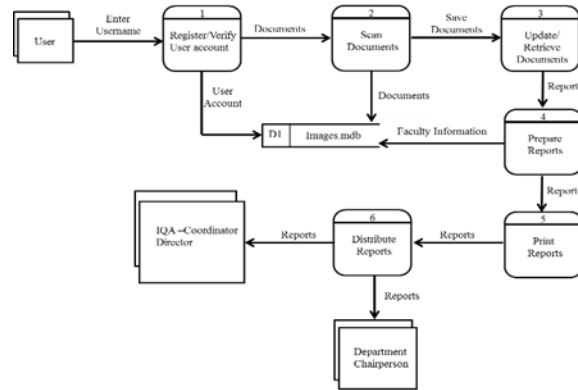 Enter
Username
User
1
Register/Verify
User account
Documents
2
Scan
Documents
Save
Documents
3
Update/
Retrieve
Documents
User
Account
Documents
Report
D1
Images.mdb
Faculty Information
4
Prepare
Reports
Report
IQA –Coordinator
Director
Reports
6
Distribute
Reports
Reports
5
Print
Reports
Reports
Department
Chairperson